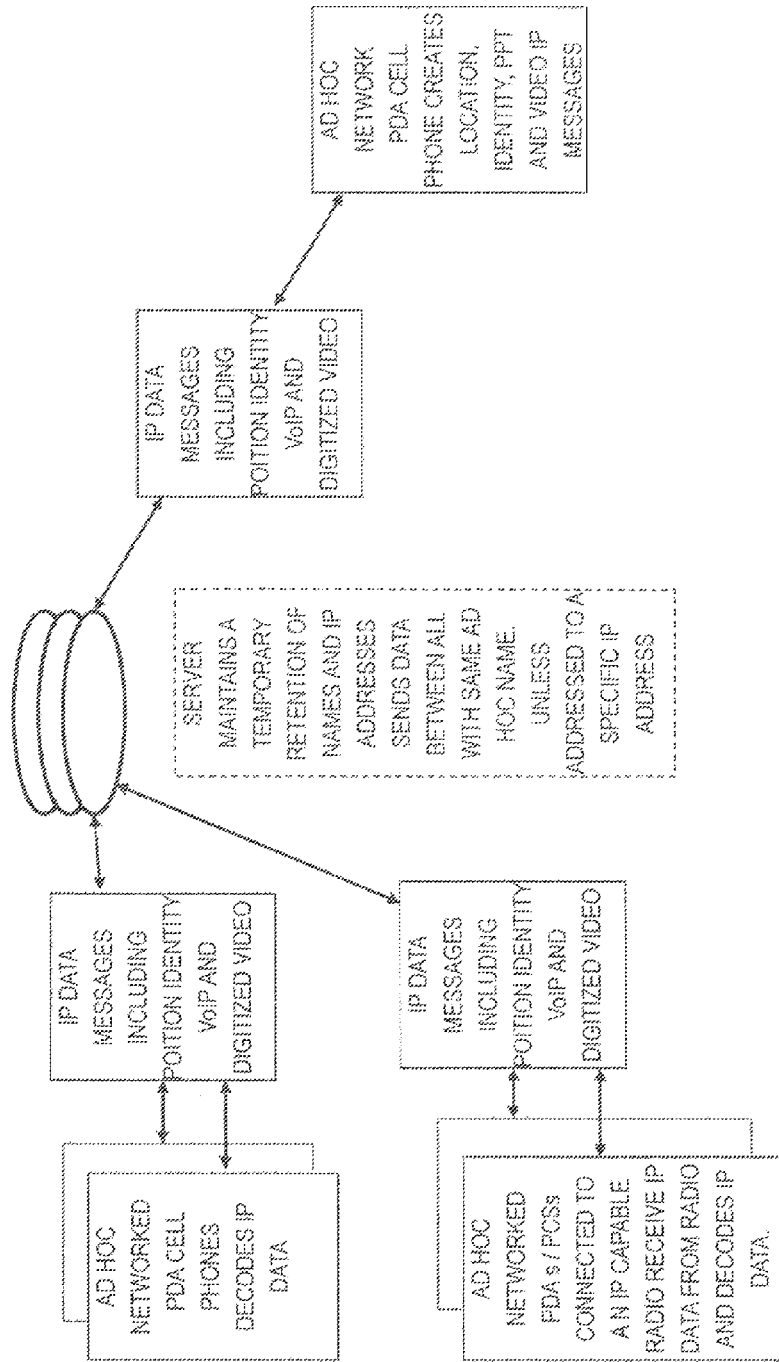 AD HOC
NETWORKED
PDA CELL
PHONES
DECODES IP
DATA
IP DATA
MESSAGES
INCLUDING
POITION IDENTITY
VoIP AND
DIGITIZED VIDEO
AD HOC
NETWORKED
PDA s / PCSs
CONNECTED TO
A N IP CAPABLE
RADIO RECEIVE IP
DATA FROM RADIO
AND DECODES IP
DATA.
IP DATA
MESSAGES
INCLUDING
POITION IDENTITY
VoIP AND
DIGITIZED VIDEO
SERVER
MAINTAINS A
TEMPORARY
RETENTION OF
NAMES AND IP
ADDRESSES
SENDS DATA
BETWEEN ALL
WITH SAME AD
HOC NAME.
UNLESS
ADDRESSED TO A
SPECIFIC IP
ADDRESS
IP DATA
MESSAGES
INCLUDING
POITION IDENTITY
VoIP AND
DIGITIZED VIDEO
AD HOC
NETWORK
PDA CELL
PHONE CREATES
LOCATION,
IDENTITY, PPT
AND VIDEO IP
MESSAGES